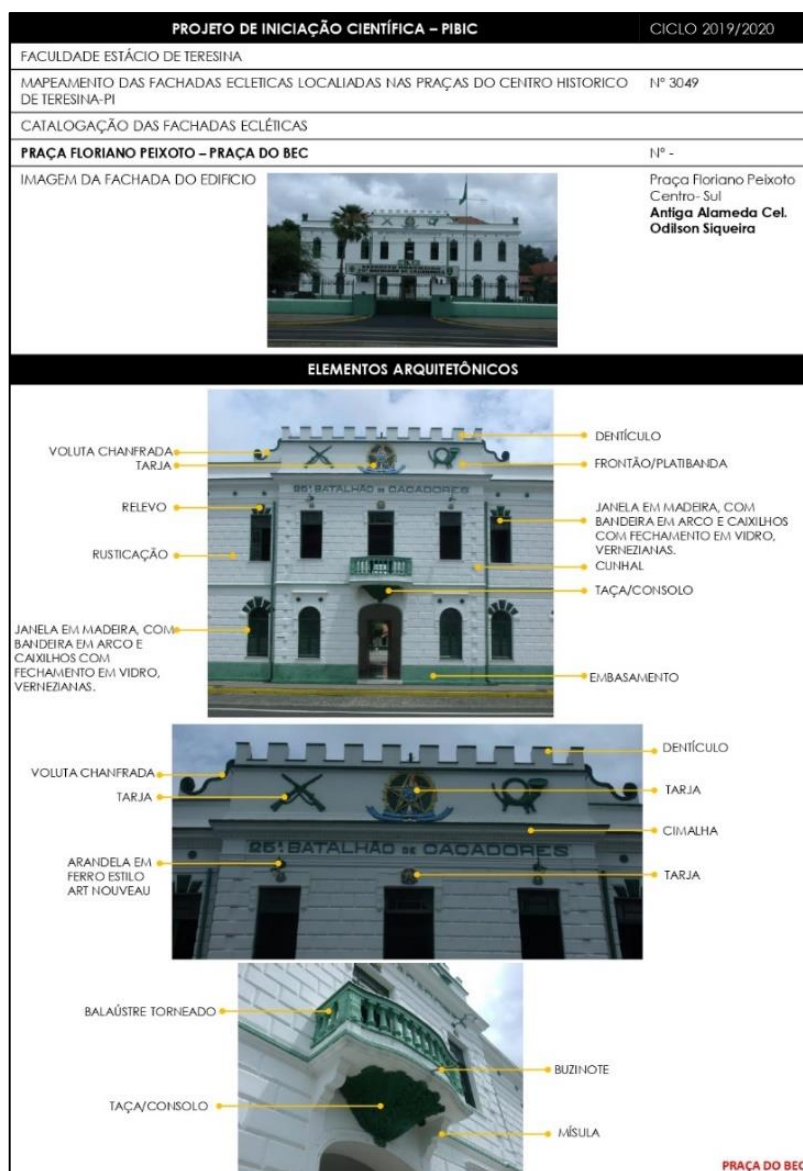 PROJETO DE INICIAÇÃO CIENTÍFICA – PIBIC
CICLO 2019/2020
FACULDADE ESTÁCIO DE TERESINA
MAPEAMENTO DAS FACHADAS ECLETICAS LOCALIADAS NAS PRAÇAS DO CENTRO HISTORICO
DE TERESINA-PI
Nº 3049
CATALOGAÇÃO DAS FACHADAS ECLÉTICAS
PRAÇA FLORIANO PEIXOTO – PRAÇA DO BEC
Nº -
IMAGEM DA FACHADA DO EDIFICIO
Praça Floriano Peixoto
Centro- Sul
Antiga Alameda Cel.
Odilson Siqueira
ELEMENTOS ARQUITETÔNICOS
VOLUTA CHANFRADA
TARJA
RELEVO
RUSTICAÇÃO
JANELA EM MADEIRA, COM
BANDEIRA EM ARCO E
CAIXILHOS COM
FECHAMENTO EM VIDRO,
VERNEZIANAS.
25º BATALHÃO DE CAÇADORES
DENTÍCULO
FRONTÃO/PLATIBANDA
JANELA EM MADEIRA, COM
BANDEIRA EM ARCO E CAIXILHOS
COM FECHAMENTO EM VIDRO,
VERNEZIANAS.
CUNHAL
TAÇA/CONSOLO
EMBASAMENTO
VOLUTA CHANFRADA
TARJA
ARANDELA EM
FERRO ESTILO
ART NOUVEAU
25º. BATALHÃO DE CAÇADORES
DENTÍCULO
TARJA
CIMALHA
TARJA
BALAÚSTRE TORNEADO
TAÇA/CONSOLO
BUZINOTE
MÍSULA
PRAÇA DO BEC